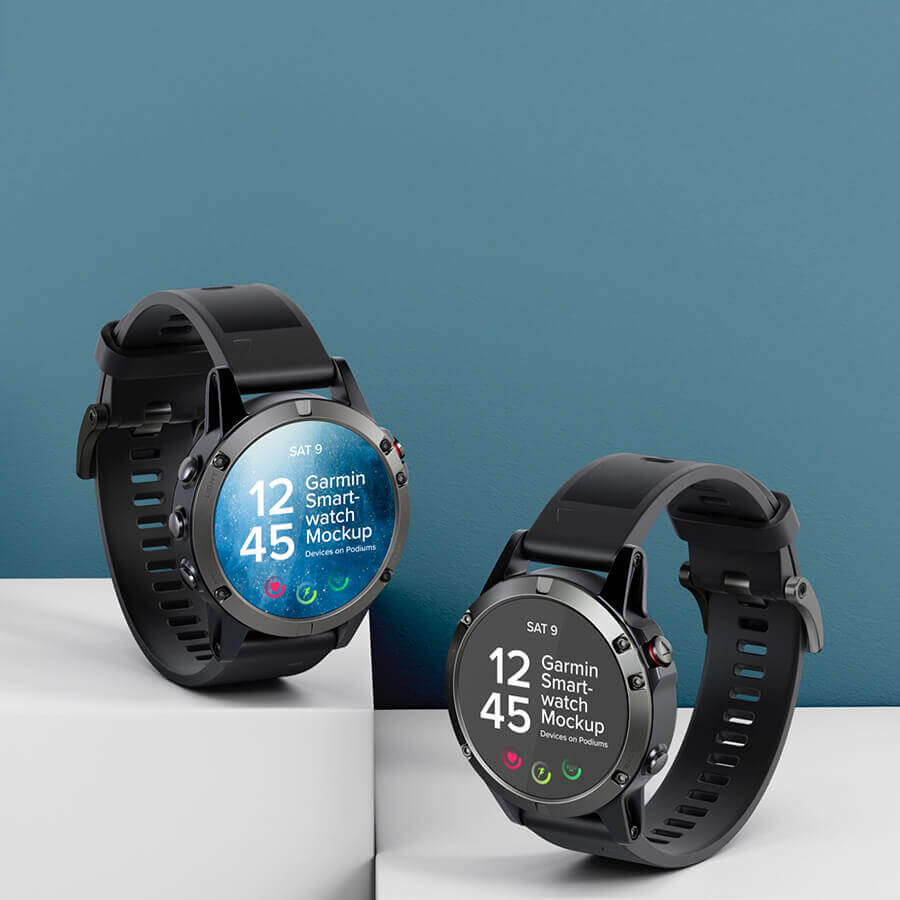 SAT 9
12
45
Garmin
Smart-
watch
Mockup
Devices on Podiums
SAT 9
12
45
Garmin
Smart-
watch
Mockup
Devices on Podiums